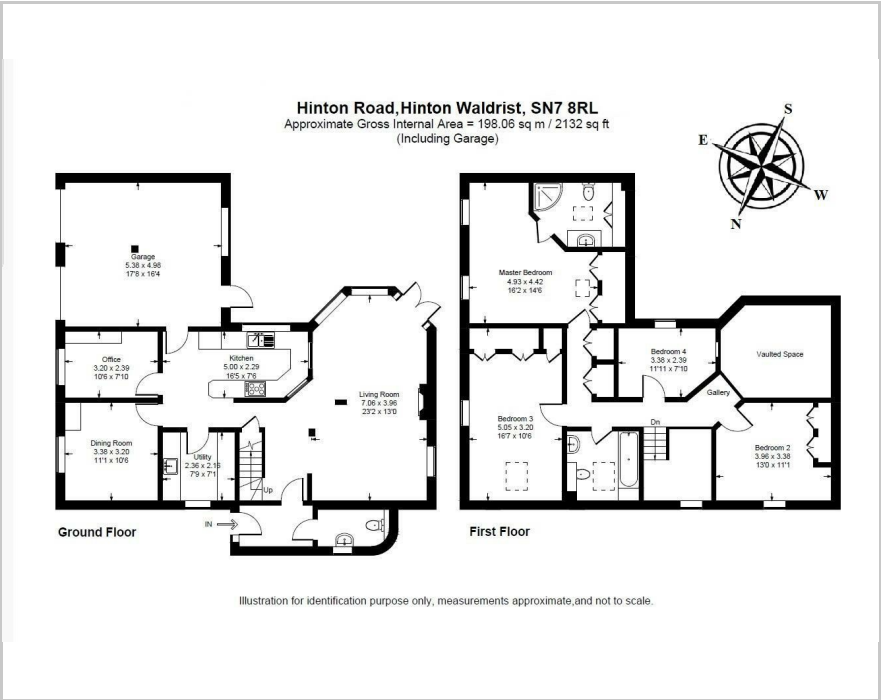 Hinton Road,Hinton Waldrist, SN7 8RL
Approximate Gross Internal Area = 198.06 sq m / 2132 sq ft
(Including Garage)
S
E
W
N
Garage
5.38 x 4.98
17'8 x 16'4
Office
3.20 x 2.39
10'6 x 7'10
Kitchen
5.00 x 2.29
16'5 x 7'6
Living Room
7.06 x 3.96
23'2 x 13'0
Dining Room
3.38 x 3.20
11'1 x 10'6
Utility
2.36 x 2.16
7'9 x 7'1
Up
IN
Ground Floor
Master Bedroom
4.93 x 4.42
16'2 x 14'6
Bedroom 4
3.38 x 2.39
11'11 x 7'10
Vaulted Space
Gallery
Bedroom 3
5.05 x 3.20
16'7 x 10'6
Dn
Bedroom 2
3.96 x 3.38
13'0 x 11'1
First Floor
Illustration for identification purpose only, measurements approximate,and not to scale.